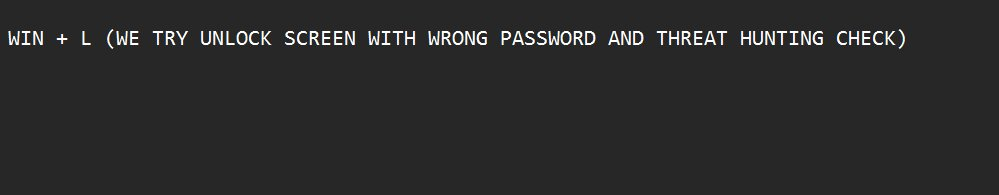 WIN + L (WE TRY UNLOCK SCREEN WITH WRONG PASSWORD AND THREAT HUNTING CHECK)